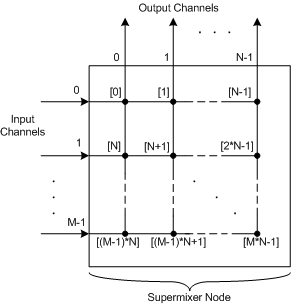 Output Channels
. . .
0 1 N-1
0 [0] [1] [N-1]
Input
Channels
1 [N] [N+1] [2*N-1]
M-1
[(M-1)*N] [(M-1)*N+1] [M*N-1]
Supermixer Node